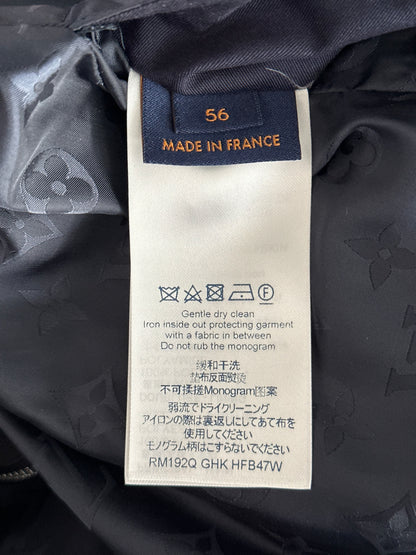 56
MADE IN FRANCE
F
Gentle dry clean
Iron inside out protecting garment
with a fabric in between
Do not rub the monogram
缓和干洗
垫布反面熨烫
不可揉搓Monogram图案
弱流でドライクリーニング
アイロンの際は裏返しにしてあて布を
使用してください
モノグラム柄はこすらないでください
RM192Q GHK HFB47W